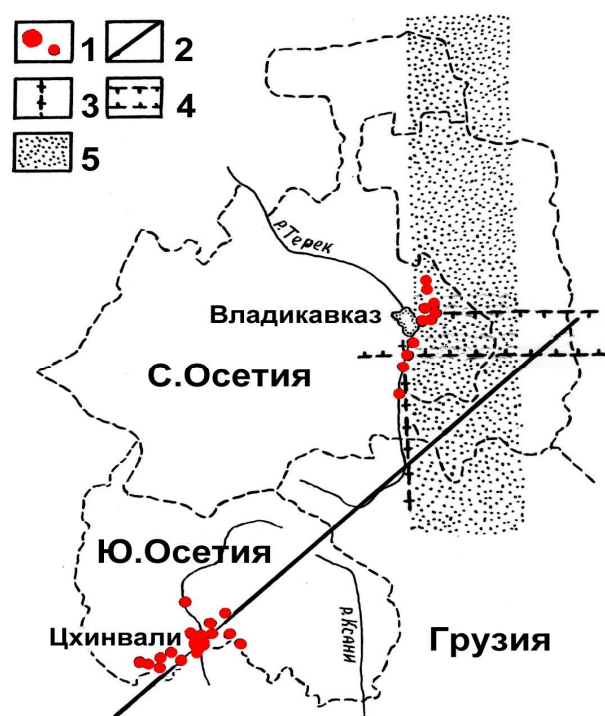 1 2
3 4
5
р.Терек
Владикавказ
С.Осетия
Ю.Осетия
Цхинвали
р.Ксани
Грузия